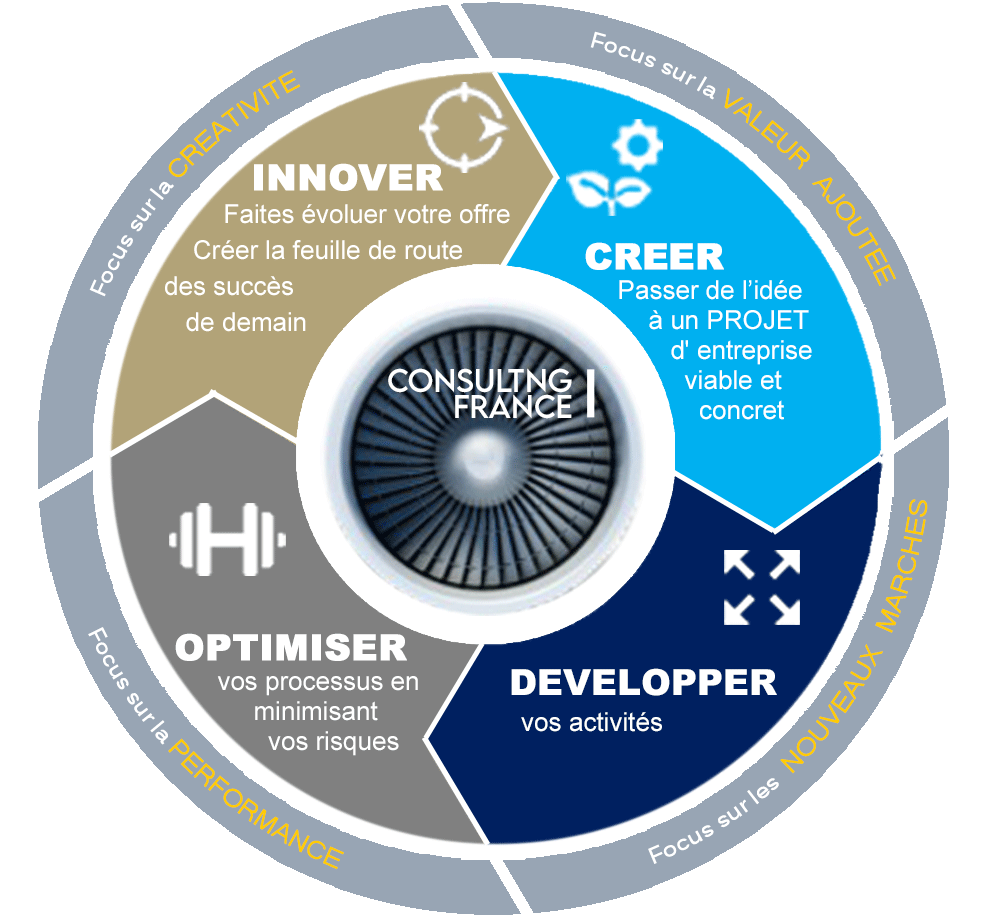 Focus sur la CREATIVITE
Focus sur la VALEUR AJOUTEE
INNOVER
Faites évoluer votre offre
Créer la feuille de route
des succès
de demain
CREER
Passer de l’idée
à un PROJET
d' entreprise
viable et
concret
CONSULTNG
FRANCE
OPTIMISER
vos processus en
minimisant
vos risques
DEVELOPPER
vos activités
Focus sur la PERFORMANCE
Focus sur les NOUVEAUX MARCHES